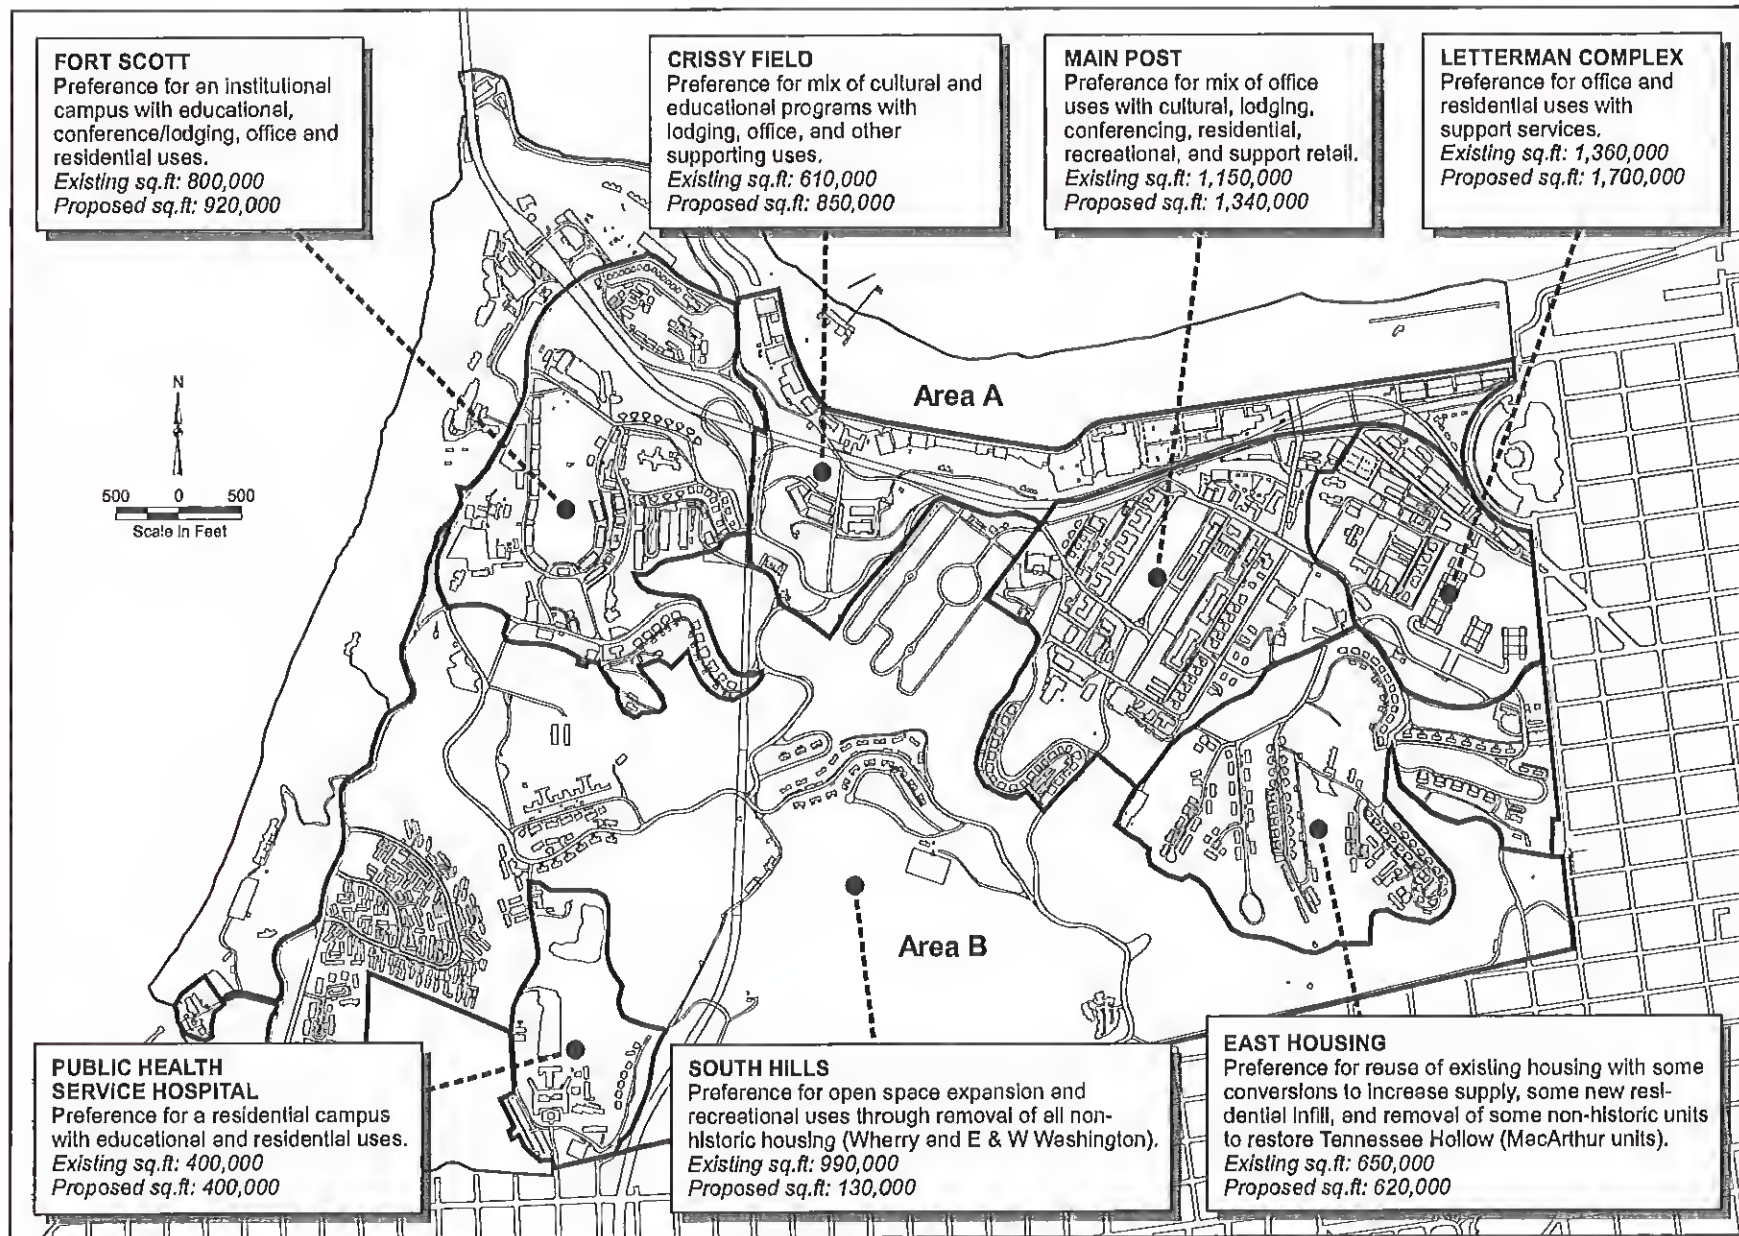 FORT SCOTT
Preference for an institutional
campus with educational,
conference/lodging, office and
residential uses.
Existing sq.ft: 800,000
Proposed sq.ft: 920,000
CRISSY FIELD
Preference for mix of cultural and
educational programs with
lodging, office, and other
supporting uses.
Existing sq.ft: 610,000
Proposed sq.ft: 850,000
MAIN POST
Preference for mix of office
uses with cultural, lodging,
conferencing, residential,
recreational, and support retail.
Existing sq.ft: 1,150,000
Proposed sq.ft: 1,340,000
LETTERMAN COMPLEX
Preference for office and
residential uses with
support services.
Existing sq.ft: 1,360,000
Proposed sq.ft: 1,700,000
N
500 0 500
Scale in Feet
Area A
Area B
PUBLIC HEALTH
SERVICE HOSPITAL
Preference for a residential campus
with educational and residential uses.
Existing sq.ft: 400,000
Proposed sq.ft: 400,000
SOUTH HILLS
Preference for open space expansion and
recreational uses through removal of all non-
historic housing (Wherry and E & W Washington).
Existing sq.ft: 990,000
Proposed sq.ft: 130,000
EAST HOUSING
Preference for reuse of existing housing with some
conversions to increase supply, some new resi-
dential infill, and removal of some non-historic units
to restore Tennessee Hollow (MacArthur units).
Existing sq.ft: 650,000
Proposed sq.ft: 620,000